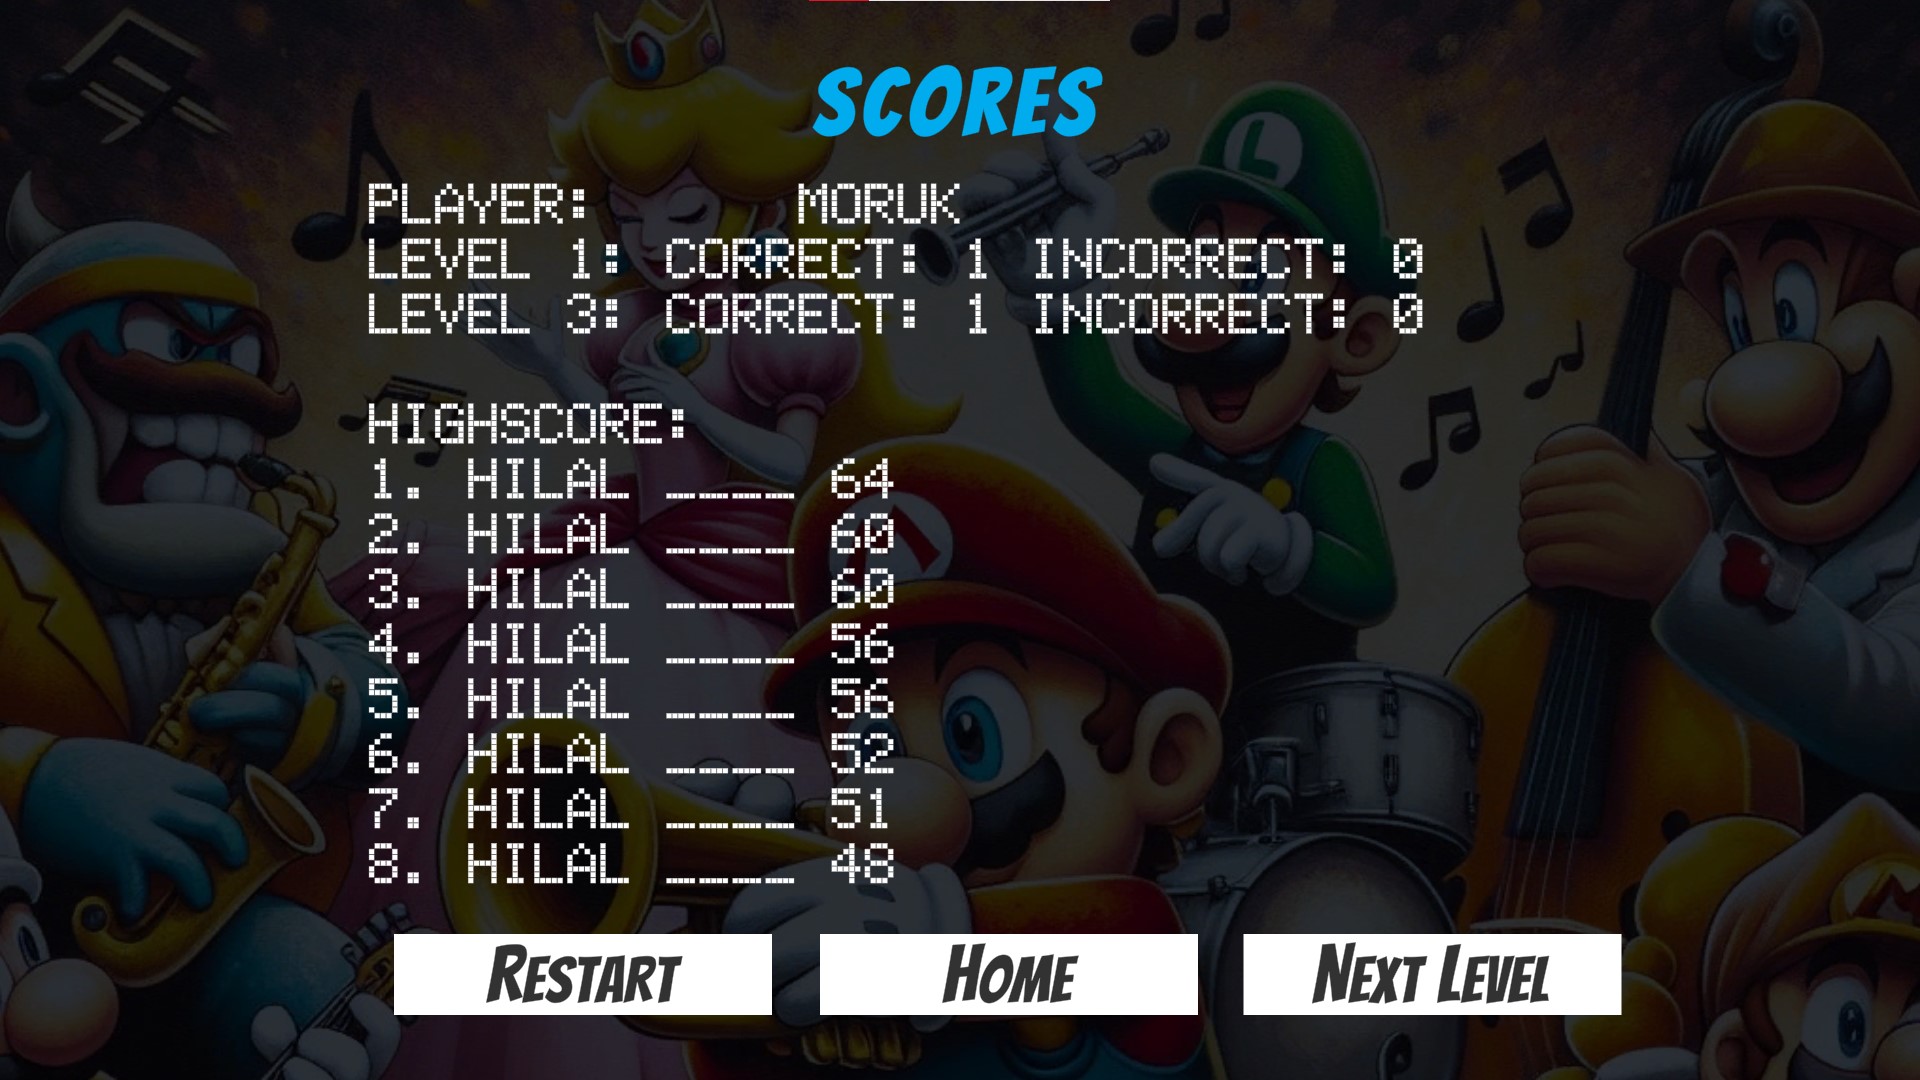 SCORES
PLAYER: MORUK
LEVEL 1: CORRECT: 1 INCORRECT: 0
LEVEL 3: CORRECT: 1 INCORRECT: 0
HIGHSCORE:
1. HILAL ____ 64
2. HILAL ____ 60
3. HILAL ____ 60
4. HILAL ____ 56
5. HILAL ____ 56
6. HILAL ____ 52
7. HILAL ____ 51
8. HILAL ____ 48
RESTART HOME NEXT LEVEL
L